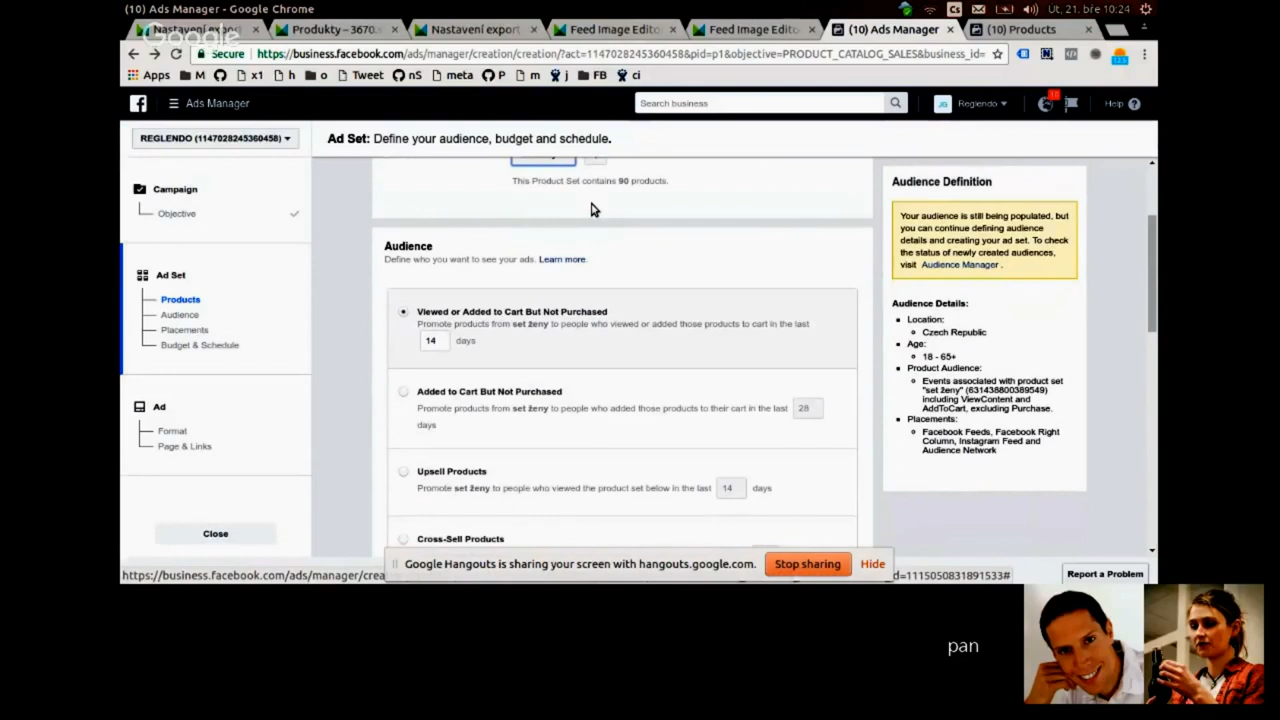 (10) Ads Manager - Google Chrome
Cs
Út, 21. bře 10:24
Google
Nastavení expo
Produkty – 3670.
Nastavení export
Feed Image Edito
Feed Image Edito
(10) Ads Manager
(10) Products
Secure
https://business.facebook.com/ads/manager/creation/creation/?act=1147028245360458&pid=p1&objective=PRODUCT_CATALOG_SALES&business_id=
Apps
M
x1
h
o
Tweet
nS
meta
P
m
j
FB
ci
Ads Manager
Search business
JG
Reglendo
Help
REGLENDO (1147028245360458)
Ad Set: Define your audience, budget and schedule.
Campaign
Objective
Ad Set
Products
Audience
Placements
Budget & Schedule
Ad
Format
Page & Links
Close
This Product Set contains 90 products.
Audience
Define who you want to see your ads. Learn more.
Viewed or Added to Cart But Not Purchased
Promote products from set ženy to people who viewed or added those products to cart in the last
14 days
Added to Cart But Not Purchased
Promote products from set ženy to people who added those products to their cart in the last 28
days
Upsell Products
Promote set ženy to people who viewed the product set below in the last 14 days
Cross-Sell Products
Audience Definition
Your audience is still being populated, but
you can continue defining audience
details and creating your ad set. To check
the status of newly created audiences,
visit Audience Manager .
Audience Details:
Location:
Czech Republic
Age:
18 - 65+
Product Audience:
Events associated with product set
"set ženy" (631438800389549)
including ViewContent and
AddToCart, excluding Purchase.
Placements:
Facebook Feeds, Facebook Right
Column, Instagram Feed and
Audience Network
Google Hangouts is sharing your screen with hangouts.google.com.
Stop sharing
Hide
https://business.facebook.com/ads/manager/crea
d=1115050831891533#
Report a Problem
pan